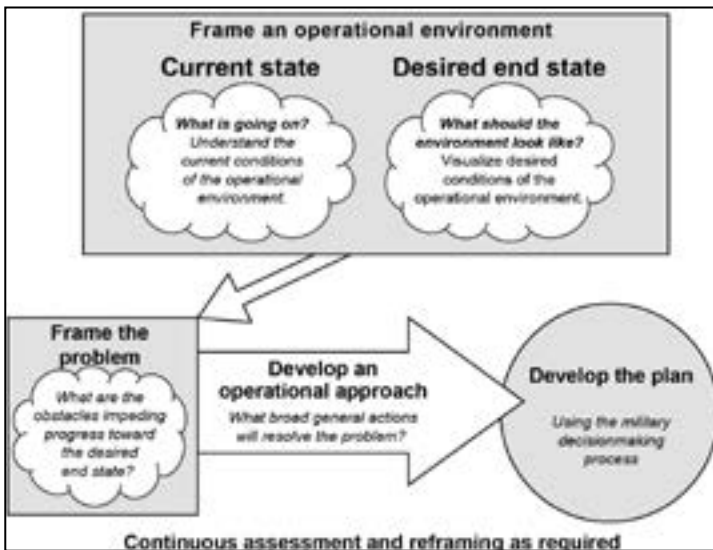 Frame an operational environment
Current state
What is going on?
Understand the
current conditions
of the operational
environment.
Desired end state
What should the
environment look like?
Visualize desired
conditions of the
operational environment.
Frame the
problem
What are the
obstacles impeding
progress toward
the desired
end state?
Develop an
operational approach
What broad general actions
will resolve the problem?
Develop the plan
Using the military
decisionmaking
process
Continuous assessment and reframing as required